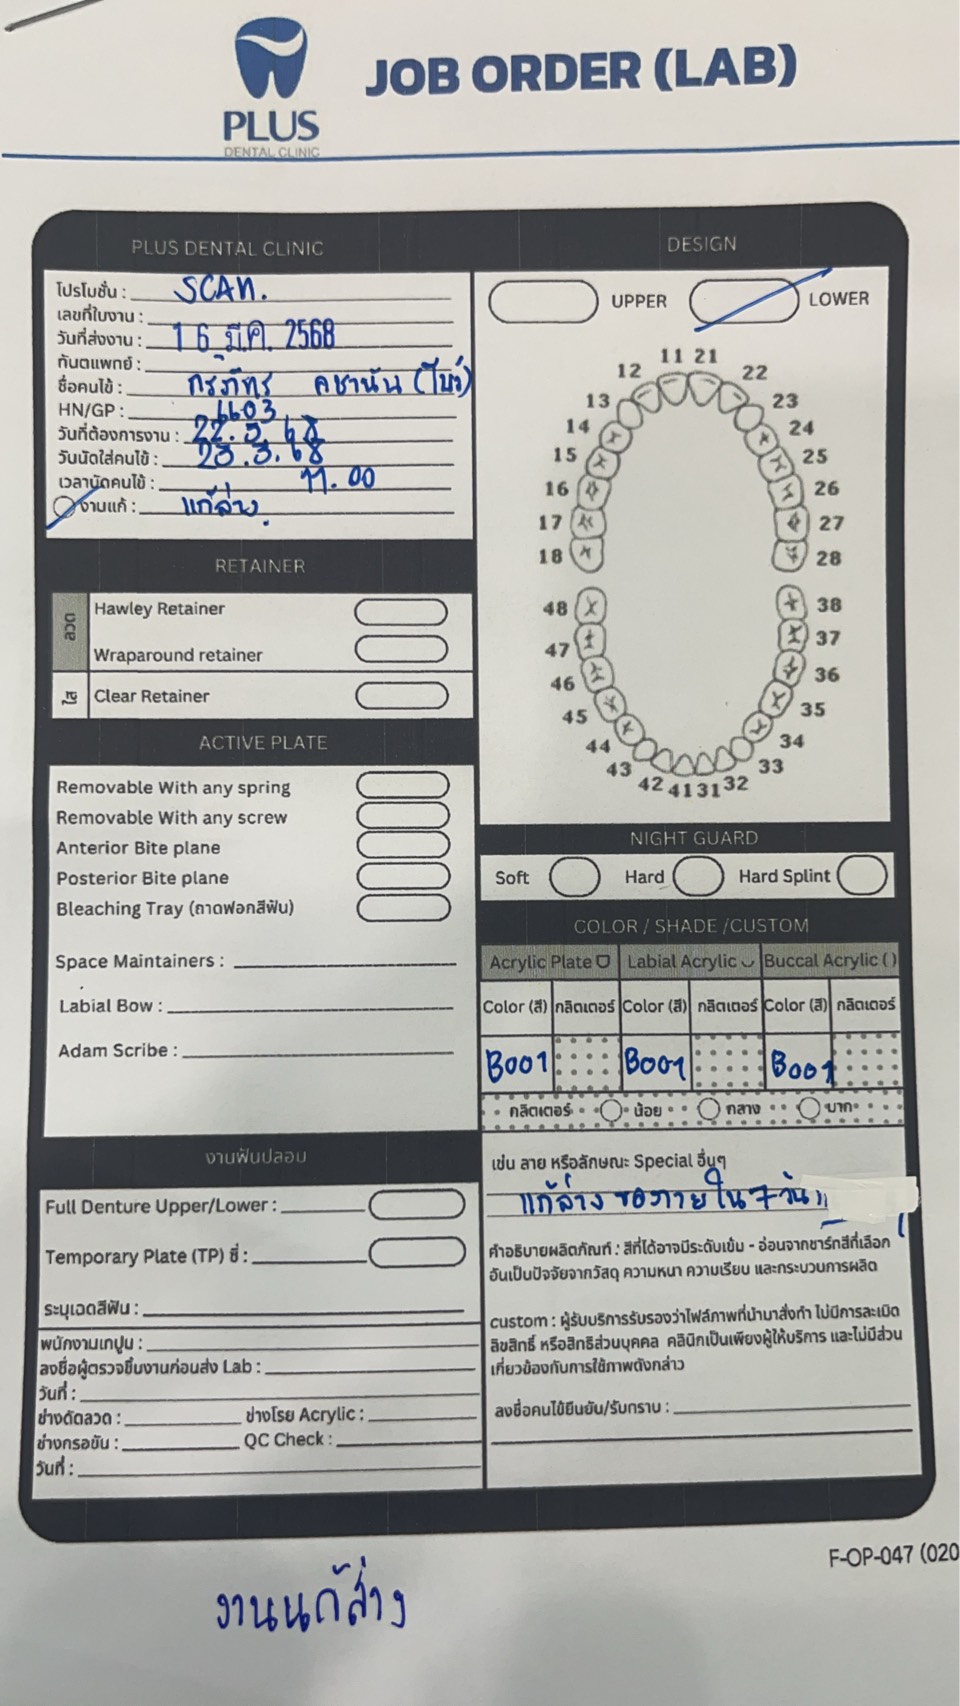 PLUS
DENTAL CLINIC
JOB ORDER (LAB)
PLUS DENTAL CLINIC
โปรโมชั่น : SCAN.
เลขที่ใบงาน :
วันที่ส่งงาน : 16 มี.ค. 2568
ทันตแพทย์ :
ชื่อคนไข้ : กรภัทร คชานัน
HN/GP : 6603
วันที่ต้องการงาน : 22.3.68
วันนัดใส่คนไข้ : 23.3.68
เวลานัดคนไข้ : 11.00
งานแก้ : แก้ล่าง.
DESIGN
UPPER
LOWER
11 21
12 22
13 23
14 24
15 25
16 26
17 27
18 28
48 38
47 37
46 36
45 35
44 34
43 33
42 41 31 32
RETAINER
ลวด
Hawley Retainer
Wraparound retainer
ใส
Clear Retainer
ACTIVE PLATE
Removable With any spring
Removable With any screw
Anterior Bite plane
Posterior Bite plane
Bleaching Tray (ถาดฟอกสีฟัน)
Space Maintainers :
Labial Bow :
Adam Scribe :
NIGHT GUARD
Soft Hard Hard Splint
COLOR / SHADE /CUSTOM
Acrylic Plate Labial Acrylic Buccal Acrylic ( )
Color (สี) กลิตเตอร์ Color (สี) กลิตเตอร์ Color (สี) กลิตเตอร์
B001 B001 B001
กลิตเตอร์ น้อย กลาง มาก
เช่น ลาย หรือลักษณะ Special อื่นๆ
แก้ล่าง ขอภายใน 7 วัน
คำอธิบายผลิตภัณฑ์ : สีที่ได้อาจมีระดับเข้ม - อ่อนจากชาร์ทสีที่เลือก
อันเป็นปัจจัยจากวัสดุ ความหนา ความเรียบ และกระบวนการผลิต
custom : ผู้รับบริการรับรองว่าไฟล์ภาพที่นำมาสั่งทำ ไม่มีการละเมิด
ลิขสิทธิ์ หรือสิทธิส่วนบุคคล คลินิกเป็นเพียงผู้ให้บริการ และไม่มีส่วน
เกี่ยวข้องกับการใช้ภาพดังกล่าว
ลงชื่อคนไข้ยืนยัน/รับทราบ :
งานฟันปลอม
Full Denture Upper/Lower :
Temporary Plate (TP) ซี่ :
ระบุเฉดสีฟัน :
พนักงานเทปูน :
ลงชื่อผู้ตรวจชิ้นงานก่อนส่ง Lab :
วันที่ :
ช่างดัดลวด : ช่างโรย Acrylic :
ช่างกรอขัน : QC Check :
วันที่ :
F-OP-047 (020
งานแก้ล่าง